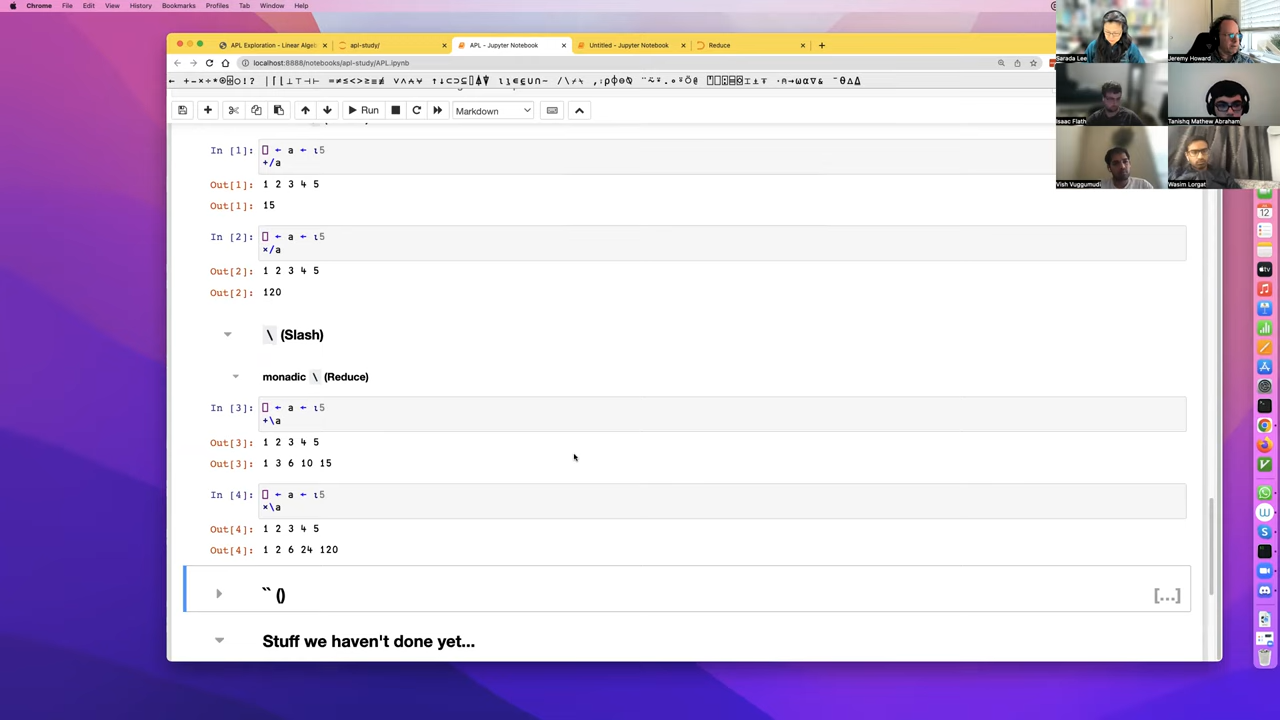 Chrome File Edit View History Bookmarks Profiles Tab Window Help
APL Exploration - Linear Algeb
apl-study/
APL - Jupyter Notebook
Untitled - Jupyter Notebook
Reduce
localhost:8888/notebooks/apl-study/APL.ipynb
Run
Markdown
In [1]: ⎕ ← a ← ⍳5
+/a
Out[1]: 1 2 3 4 5
Out[1]: 15
In [2]: ⎕ ← a ← ⍳5
×/a
Out[2]: 1 2 3 4 5
Out[2]: 120
\ (Slash)
monadic \ (Reduce)
In [3]: ⎕ ← a ← ⍳5
+\a
Out[3]: 1 2 3 4 5
Out[3]: 1 3 6 10 15
In [4]: ⎕ ← a ← ⍳5
×\a
Out[4]: 1 2 3 4 5
Out[4]: 1 2 6 24 120
`` ()
[...]
Stuff we haven't done yet...
Sarada Lee
Jeremy Howard
Isaac Flath
Tanishq Mathew Abraham
Vish Vuggumudi
Wasim Lorgat
12